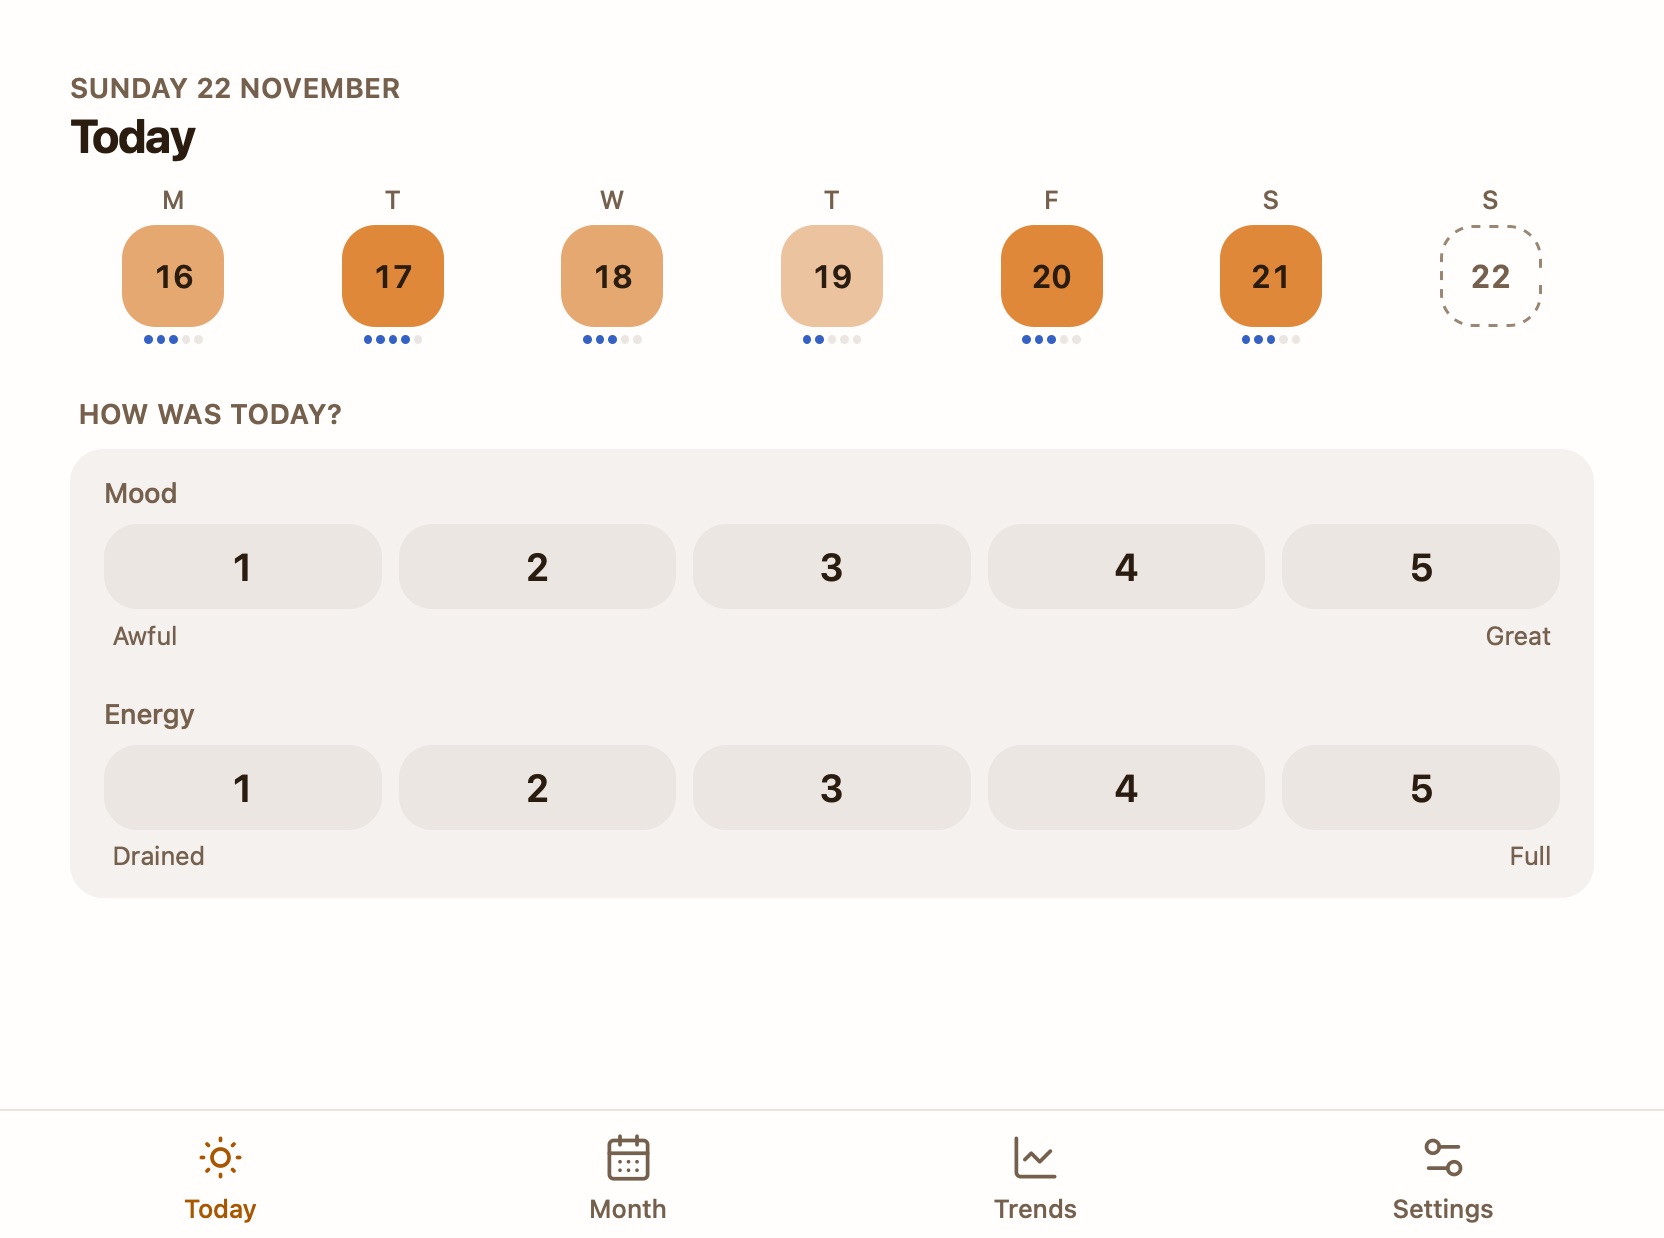 SUNDAY 22 NOVEMBER
Today
M T W T F S S
16 17 18 19 20 21 22
HOW WAS TODAY?
Mood
1 2 3 4 5
Awful Great
Energy
1 2 3 4 5
Drained Full
Today Month Trends Settings